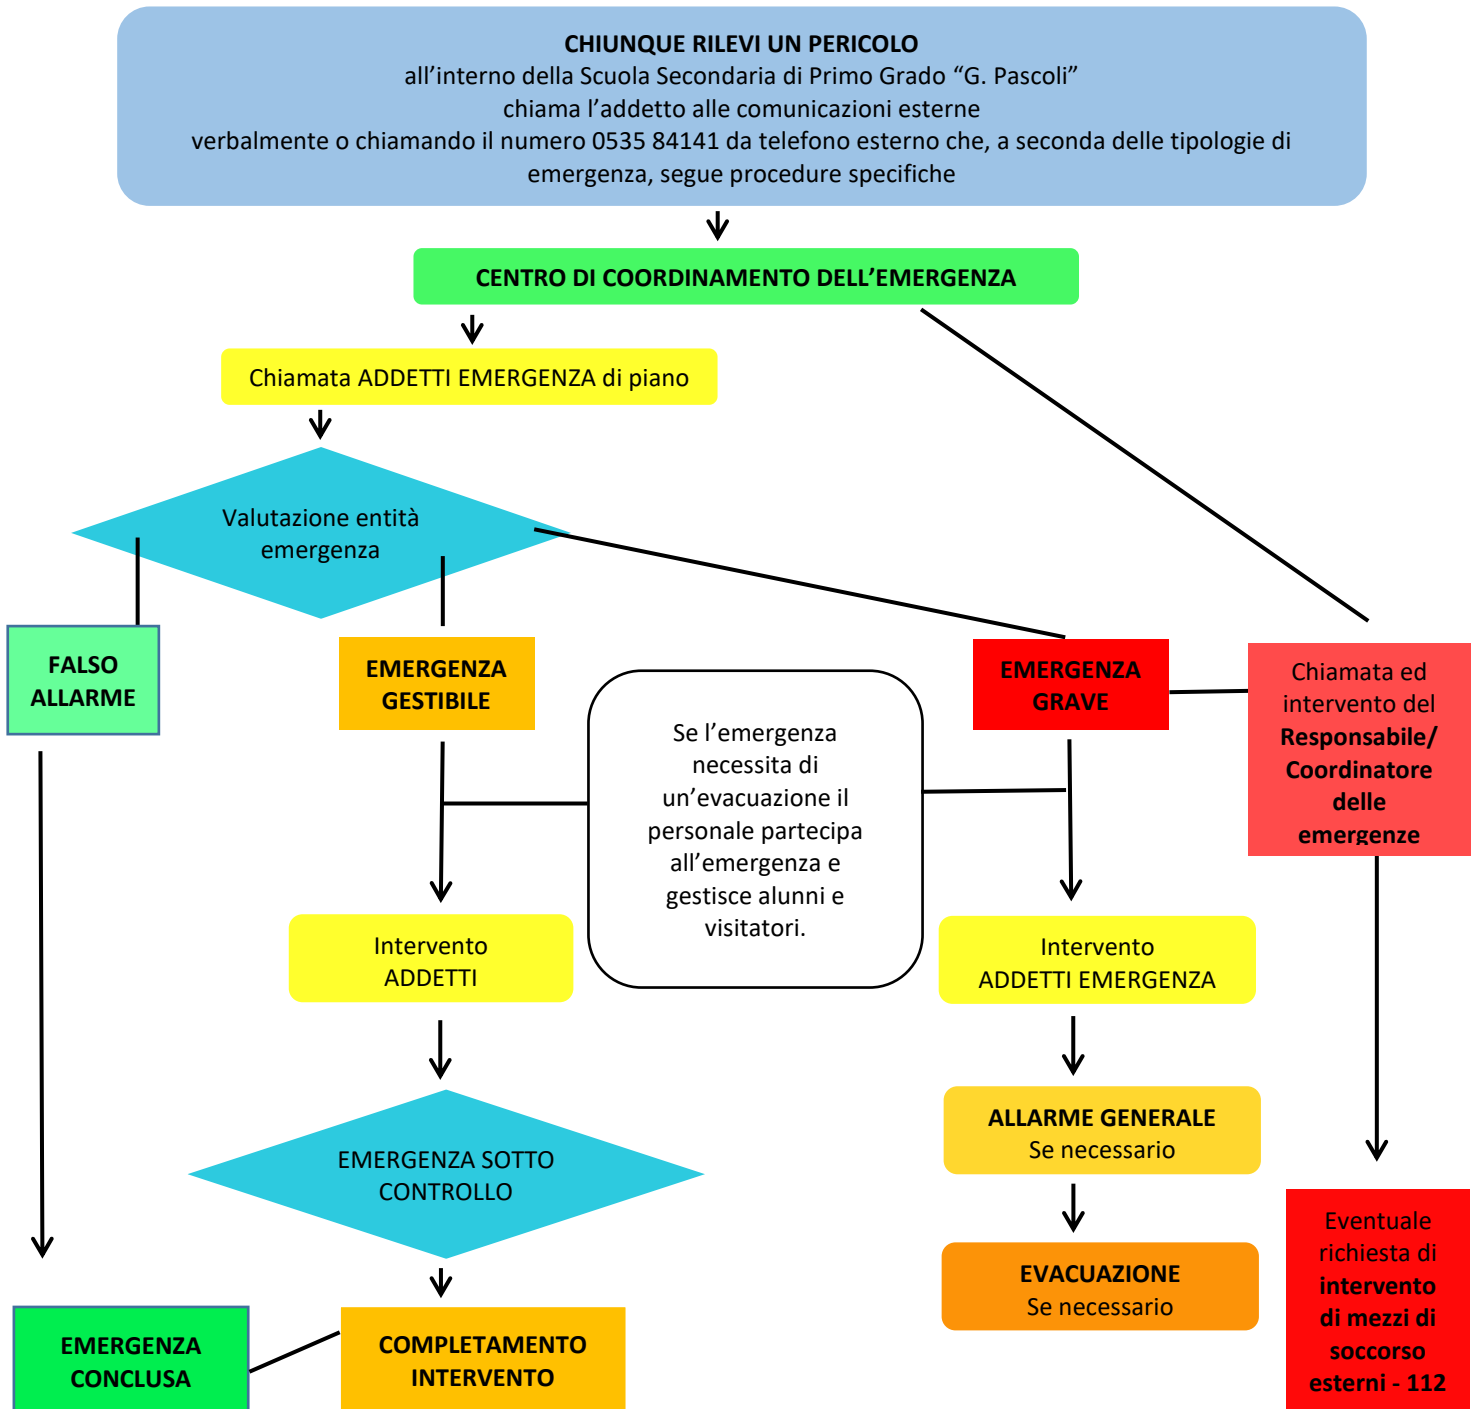 CHIUNQUE RILEVI UN PERICOLO
all’interno della Scuola Secondaria di Primo Grado “G. Pascoli”
chiama l’addetto alle comunicazioni esterne
verbalmente o chiamando il numero 0535 84141 da telefono esterno che, a seconda delle tipologie di
emergenza, segue procedure specifiche
CENTRO DI COORDINAMENTO DELL’EMERGENZA
Chiamata ADDETTI EMERGENZA di piano
Valutazione entità
emergenza
FALSO
ALLARME
EMERGENZA
GESTIBILE
Se l’emergenza
necessita di
un’evacuazione il
personale partecipa
all’emergenza e
gestisce alunni e
visitatori.
EMERGENZA
GRAVE
Chiamata ed
intervento del
Responsabile/
Coordinatore
delle
emergenze
Intervento
ADDETTI
Intervento
ADDETTI EMERGENZA
EMERGENZA SOTTO
CONTROLLO
ALLARME GENERALE
Se necessario
EVACUAZIONE
Se necessario
Eventuale
richiesta di
intervento
di mezzi di
soccorso
esterni - 112
EMERGENZA
CONCLUSA
COMPLETAMENTO
INTERVENTO